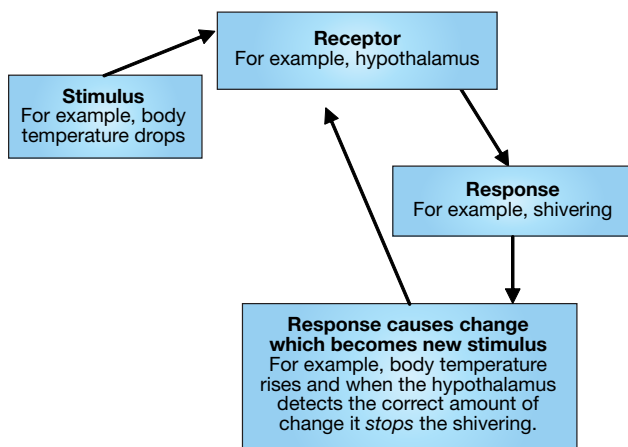 Receptor
For example, hypothalamus
Stimulus
For example, body
temperature drops
Response
For example, shivering
Response causes change
which becomes new stimulus
For example, body temperature
rises and when the hypothalamus
detects the correct amount of
change it stops the shivering.